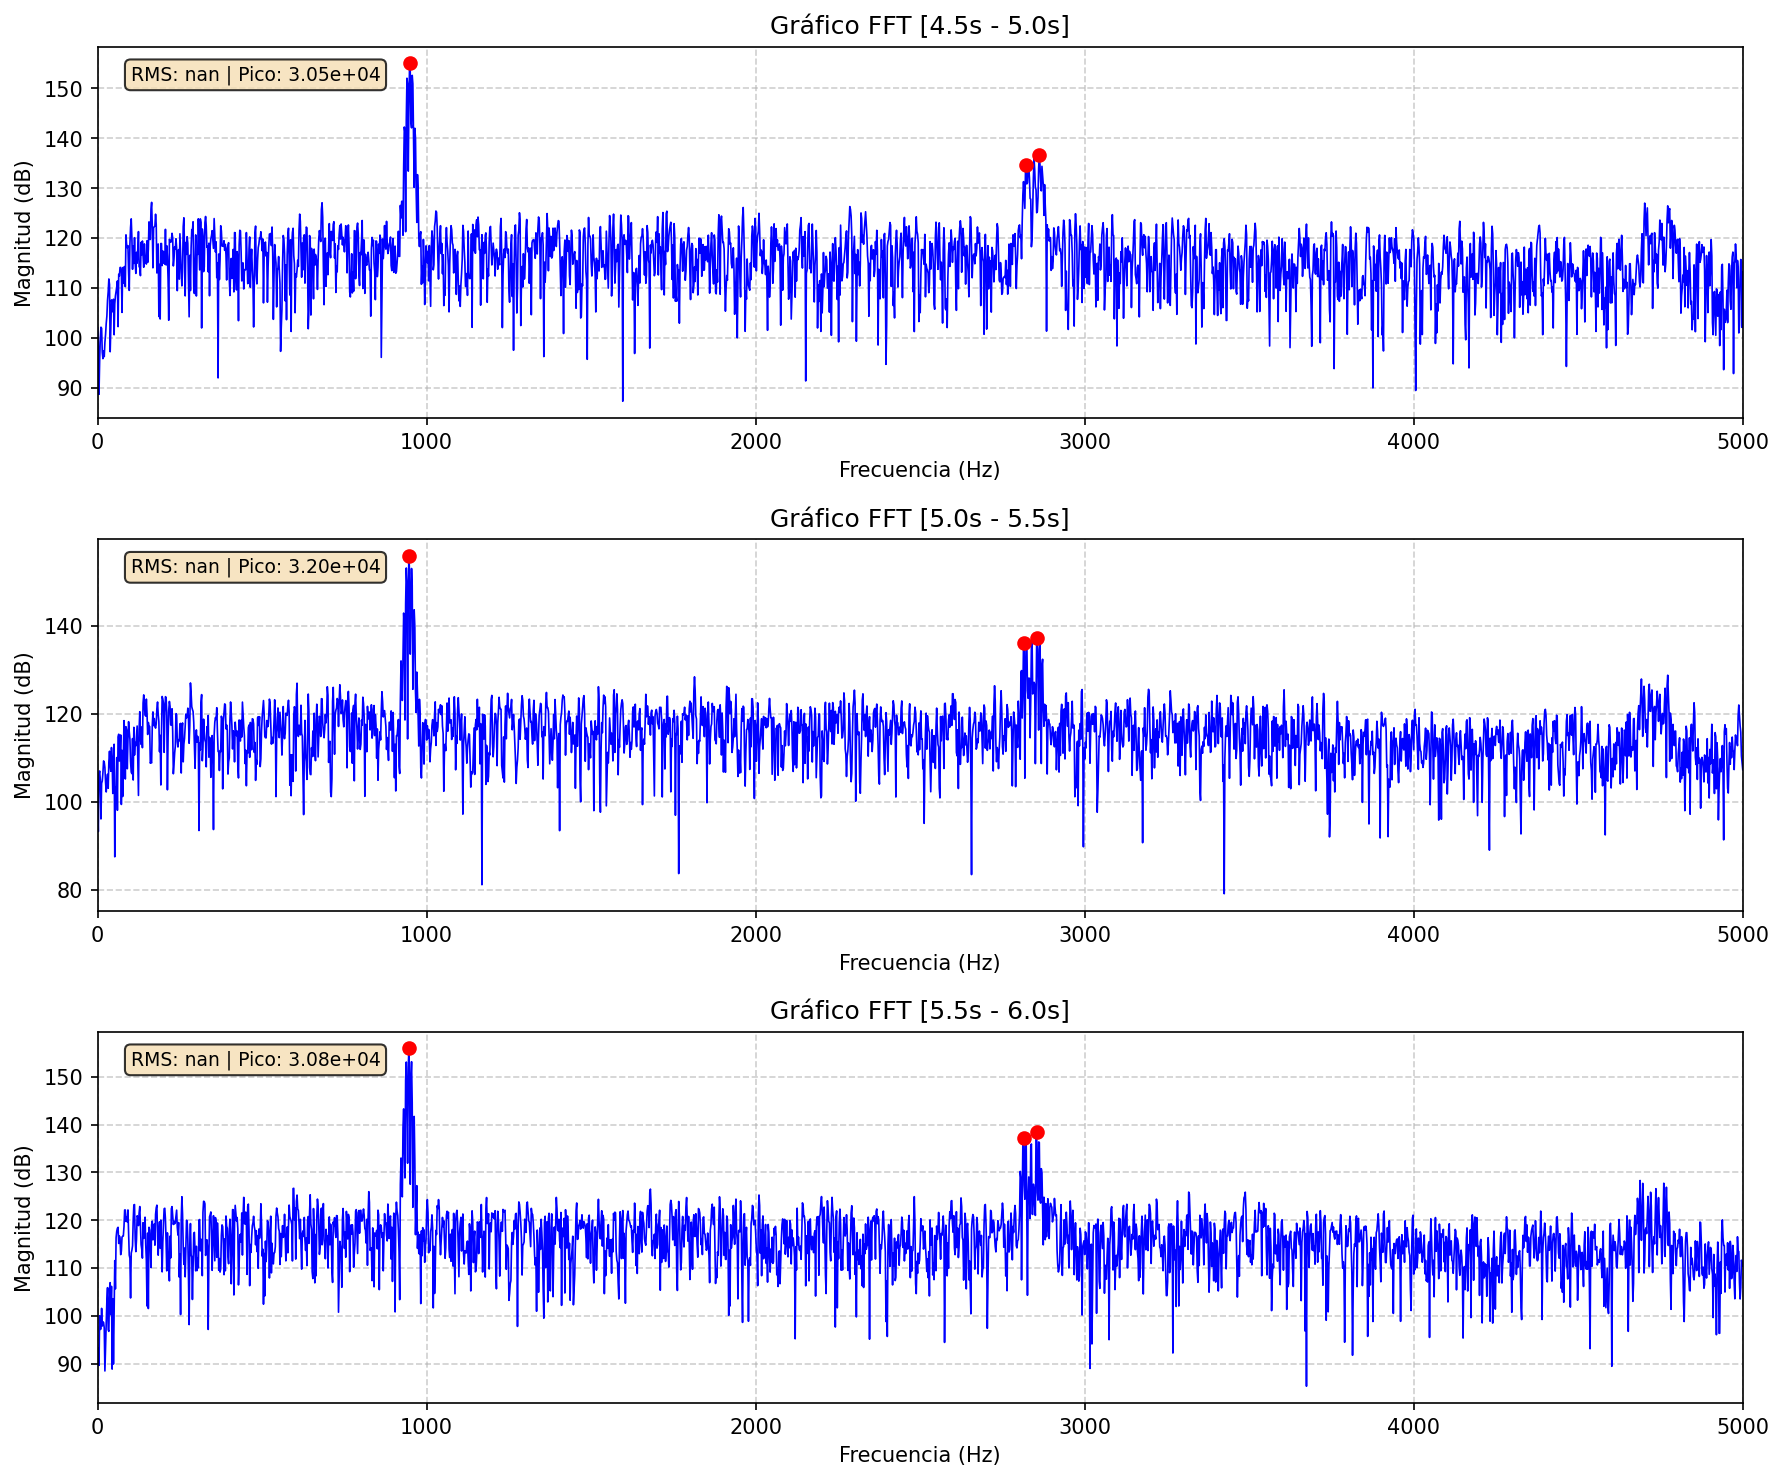 Gráfico FFT [4.5s - 5.0s]
RMS: nan | Pico: 3.05e+04
Magnitud (dB)
150
140
130
120
110
100
90
0 1000 2000 3000 4000 5000
Frecuencia (Hz)
Gráfico FFT [5.0s - 5.5s]
RMS: nan | Pico: 3.20e+04
Magnitud (dB)
140
120
100
80
0 1000 2000 3000 4000 5000
Frecuencia (Hz)
Gráfico FFT [5.5s - 6.0s]
RMS: nan | Pico: 3.08e+04
Magnitud (dB)
150
140
130
120
110
100
90
0 1000 2000 3000 4000 5000
Frecuencia (Hz)